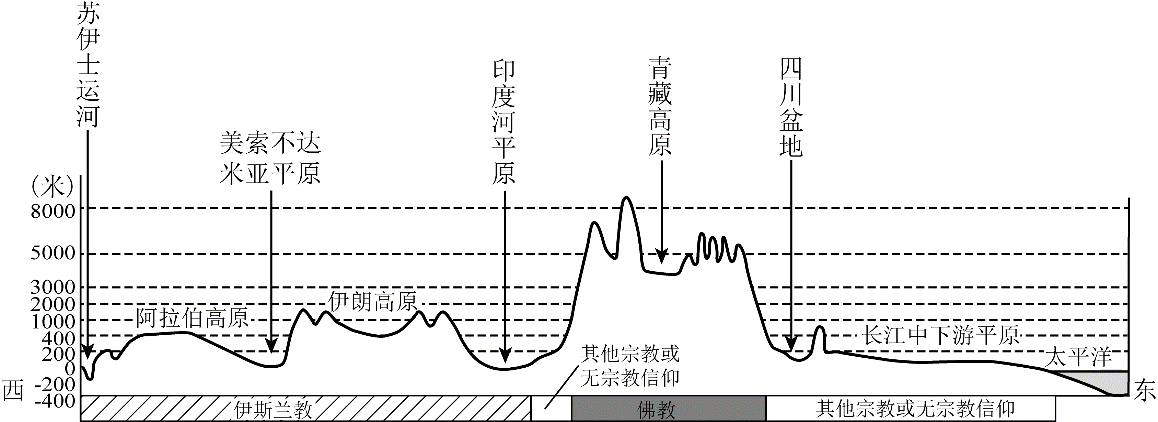 苏伊士运河
美索不达
米亚平原
印度河平原
青藏高原
四川盆地
(米)
8000
5000
3000
2000
1000
400
200
0
-200
-400
阿拉伯高原
伊朗高原
长江中下游平原
太平洋
其他宗教或
无宗教信仰
西
东
伊斯兰教
佛教
其他宗教或无宗教信仰